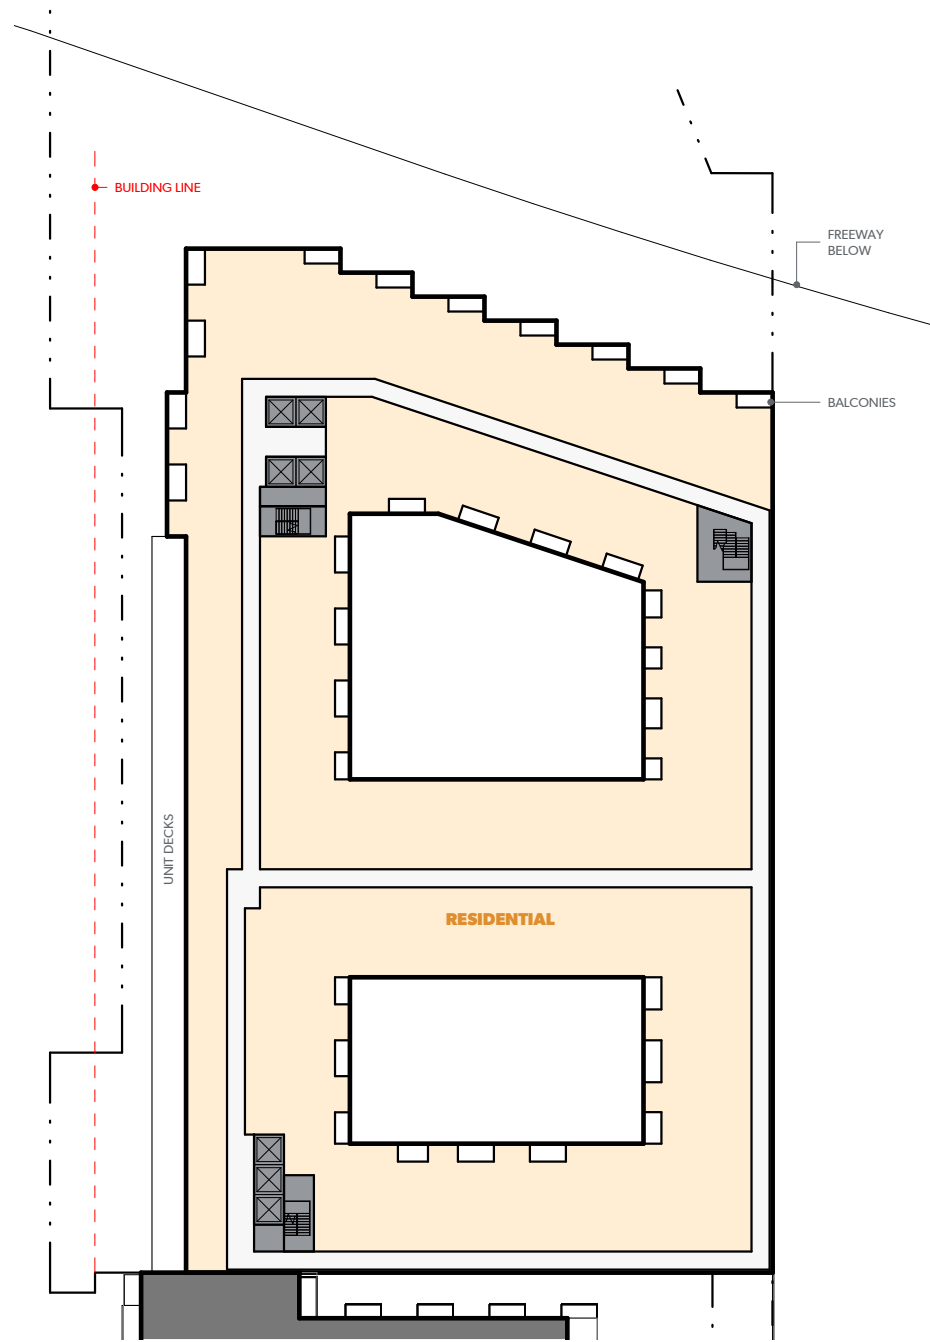 BUILDING LINE
FREEWAY
BELOW
BALCONIES
UNIT DECKS
RESIDENTIAL